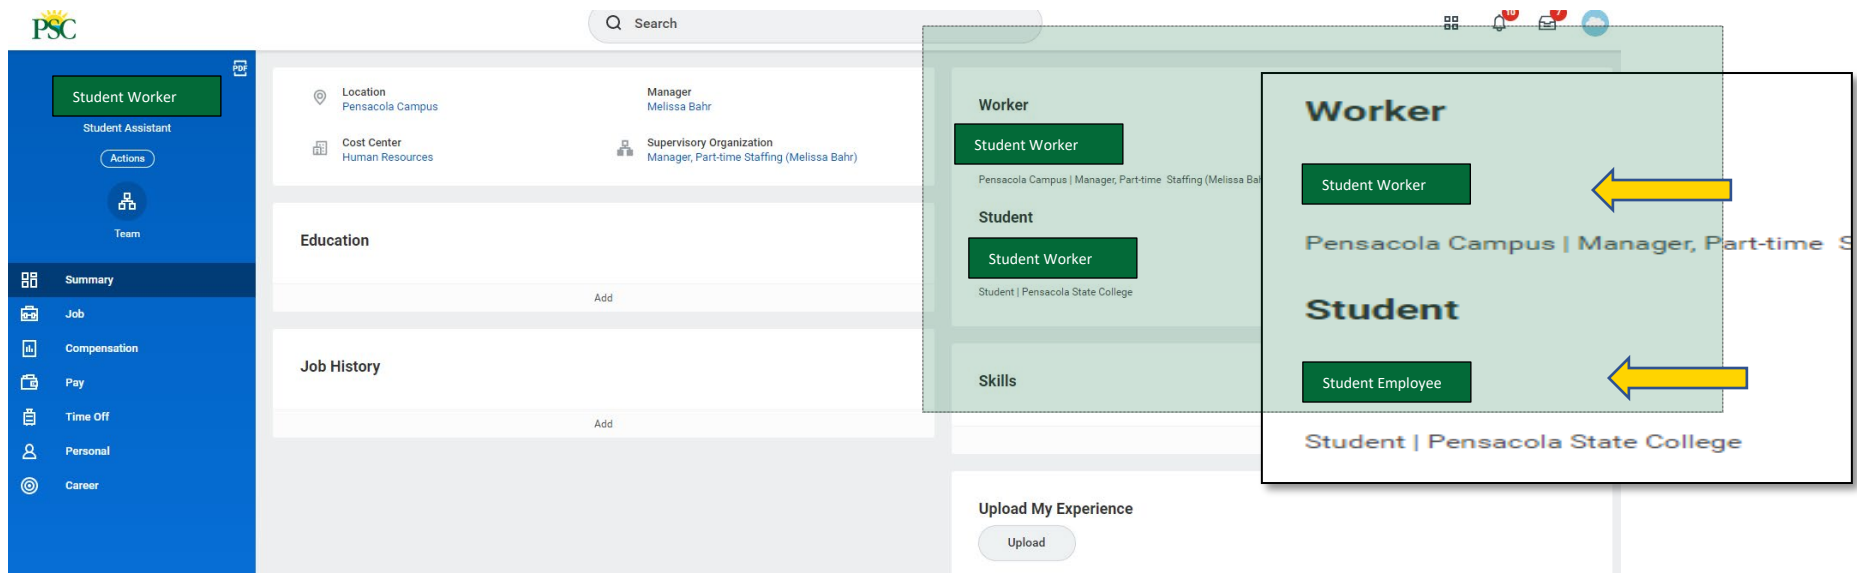 PSC
Search
10
7
PDF
Student Worker
Student Assistant
Actions
Team
Summary
Job
Compensation
Pay
Time Off
Personal
Career
Location
Pensacola Campus
Manager
Melissa Bahr
Cost Center
Human Resources
Supervisory Organization
Manager, Part-time Staffing (Melissa Bahr)
Education
Add
Job History
Add
Worker
Student Worker
Pensacola Campus | Manager, Part-time Staffing (Melissa Bah
Student
Student Worker
Student | Pensacola State College
Skills
Upload My Experience
Upload
Worker
Student Worker
Pensacola Campus | Manager, Part-time S
Student
Student Employee
Student | Pensacola State College